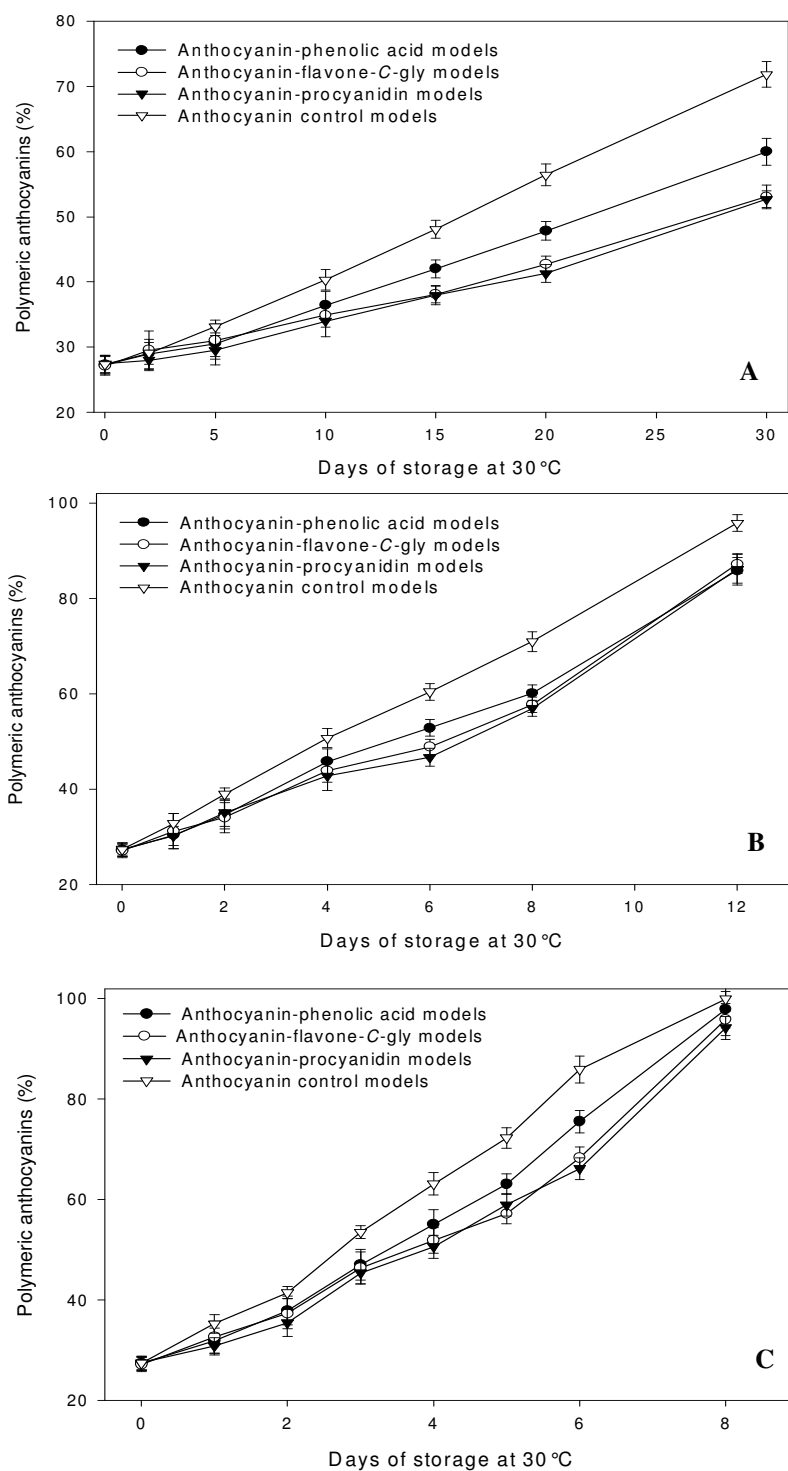 80
70
60
50
40
30
20
Polymeric anthocyanins (%)
Anthocyanin-phenolic acid models
Anthocyanin-flavone-C-gly models
Anthocyanin-procyanidin models
Anthocyanin control models
A
0 5 10 15 20 25 30
Days of storage at 30°C
100
80
60
40
20
Polymeric anthocyanins (%)
Anthocyanin-phenolic acid models
Anthocyanin-flavone-C-gly models
Anthocyanin-procyanidin models
Anthocyanin control models
B
0 2 4 6 8 10 12
Days of storage at 30°C
100
80
60
40
20
Polymeric anthocyanins (%)
Anthocyanin-phenolic acid models
Anthocyanin-flavone-C-gly models
Anthocyanin-procyanidin models
Anthocyanin control models
C
0 2 4 6 8
Days of storage at 30°C